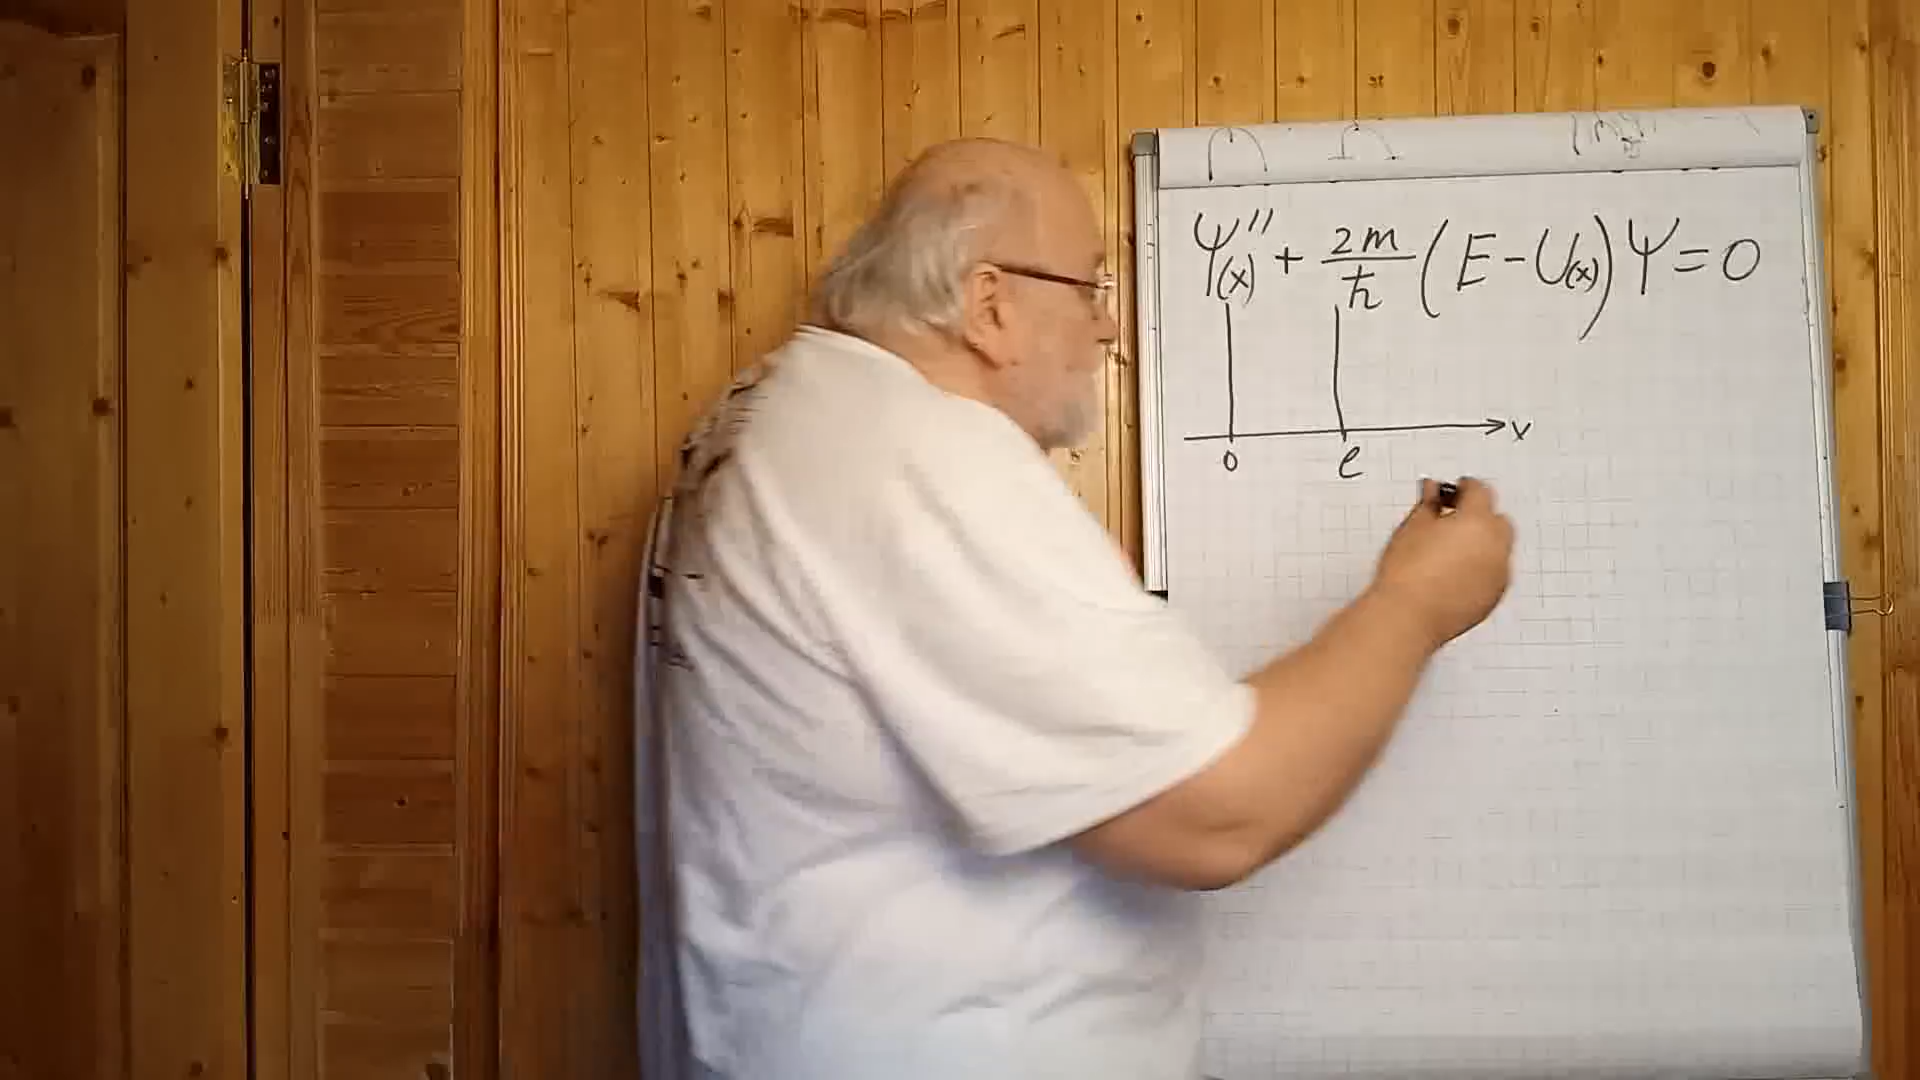 Ψ''(x) + 2m/ħ (E - U(x)) Ψ = 0
x
0 e